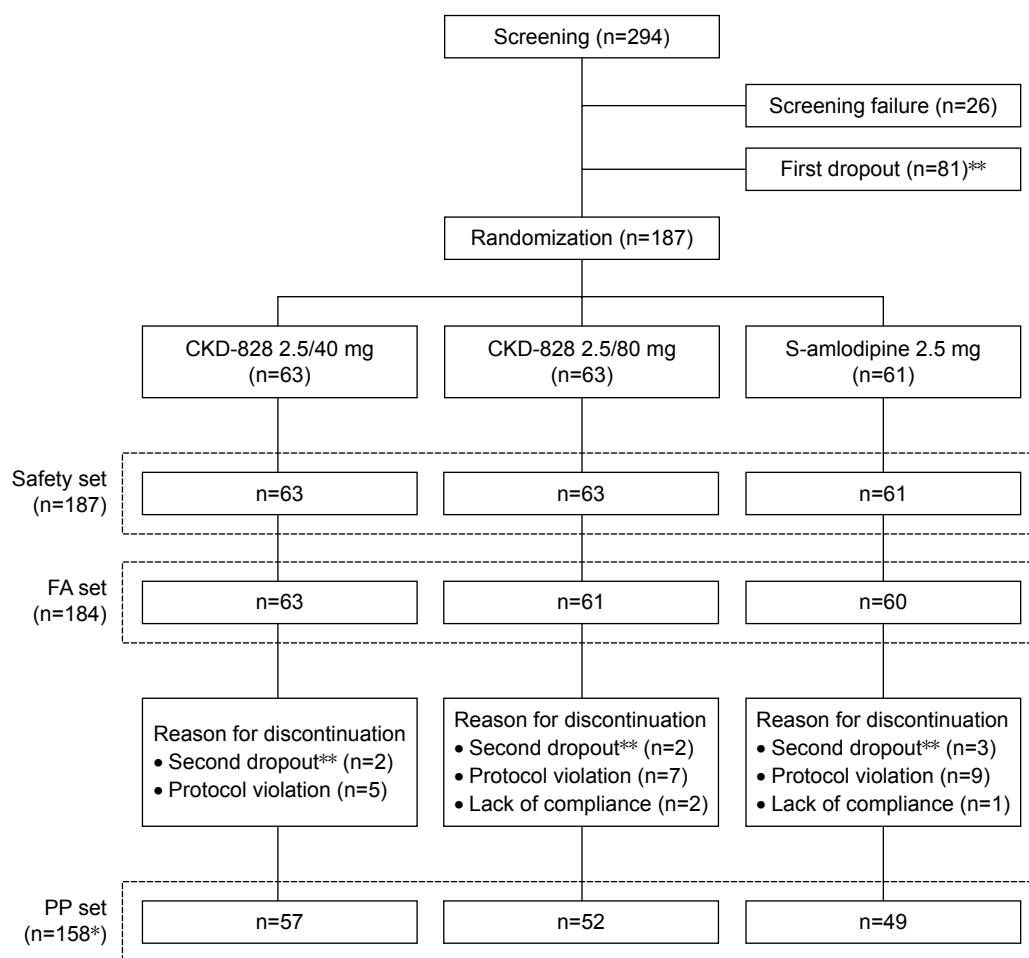 Screening (n=294)
Screening failure (n=26)
First dropout (n=81)**
Randomization (n=187)
CKD-828 2.5/40 mg
(n=63)
CKD-828 2.5/80 mg
(n=63)
S-amlodipine 2.5 mg
(n=61)
Safety set
(n=187)
n=63
n=63
n=61
FA set
(n=184)
n=63
n=61
n=60
Reason for discontinuation
• Second dropout** (n=2)
• Protocol violation (n=5)
Reason for discontinuation
• Second dropout** (n=2)
• Protocol violation (n=7)
• Lack of compliance (n=2)
Reason for discontinuation
• Second dropout** (n=3)
• Protocol violation (n=9)
• Lack of compliance (n=1)
PP set
(n=158*)
n=57
n=52
n=49